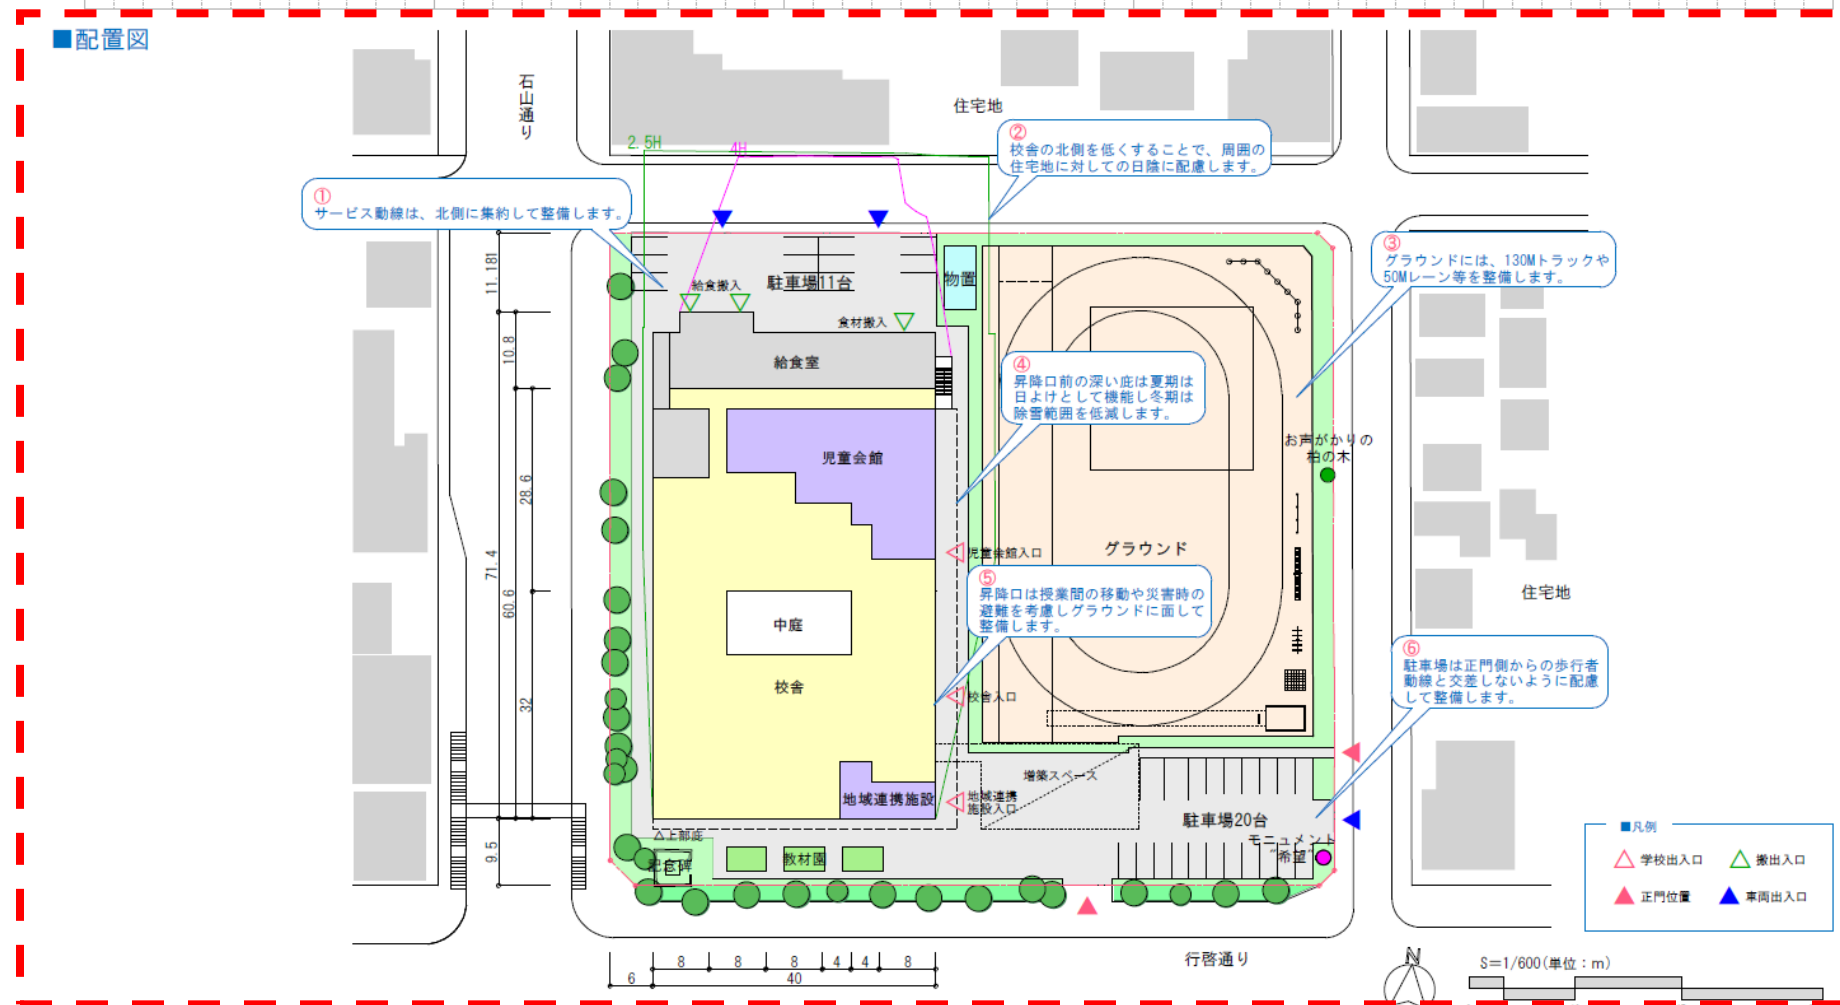 ■配置図
石山通り
住宅地
2.5H
4H
②
校舎の北側を低くすることで、周囲の
住宅地に対しての日陰に配慮します。
①
サービス動線は、北側に集約して整備します。
③
グラウンドには、130Mトラックや
50Mレーン等を整備します。
11.181
給食搬入
駐車場11台
物置
食材搬入
10.8
給食室
④
昇降口前の深い庇は夏期は
日よけとして機能し冬期は
除雪範囲を低減します。
お声がかりの
柏の木
児童会館
28.6
71.4
60.6
児童会館入口
グラウンド
⑤
昇降口は授業間の移動や災害時の
避難を考慮しグラウンドに面して
整備します。
住宅地
中庭
校舎
校舎入口
32
⑥
駐車場は正門側からの歩行者
動線と交差しないように配慮
して整備します。
増築スペース
地域連携施設
地域連携
施設入口
駐車場20台
モニュメント
"希望"
9.5
△上部庇
記念碑
教材園
■凡例
学校出入口
搬出入口
正門位置
車両出入口
行啓通り
8
8
8
4
4
8
6
40
N
S=1/600(単位:m)